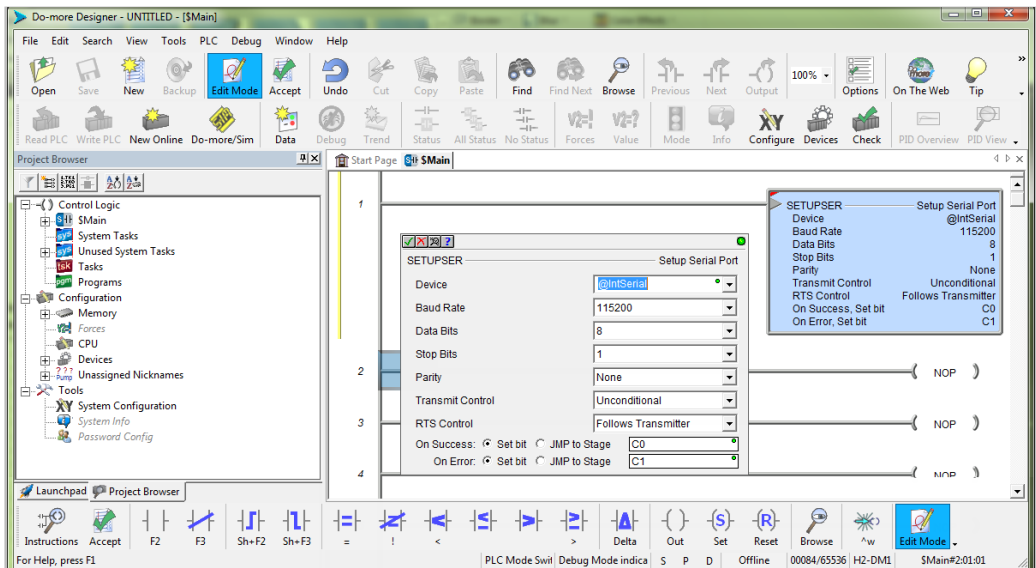 Do-more Designer - UNTITLED - [$Main]
File Edit Search View Tools PLC Debug Window Help
Open Save New Backup Edit Mode Accept Undo Cut Copy Paste Find Find Next Browse Previous Next Output 100% Options On The Web Tip
Read PLC Write PLC New Online Do-more/Sim Data Debug Trend Status All Status No Status Forces Value Mode Info Configure Devices Check PID Overview PID View
Project Browser
Start Page $Main
Control Logic
$Main
System Tasks
Unused System Tasks
Tasks
Programs
Configuration
Memory
Forces
CPU
Devices
Unassigned Nicknames
Tools
System Configuration
System Info
Password Config
Launchpad Project Browser
1
SETUPSER Setup Serial Port
Device @IntSerial
Baud Rate 115200
Data Bits 8
Stop Bits 1
Parity None
Transmit Control Unconditional
RTS Control Follows Transmitter
On Success, Set bit C0
On Error, Set bit C1
SETUPSER Setup Serial Port
Device @IntSerial
Baud Rate 115200
Data Bits 8
Stop Bits 1
Parity None
Transmit Control Unconditional
RTS Control Follows Transmitter
On Success: Set bit JMP to Stage C0
On Error: Set bit JMP to Stage C1
2 NOP
3 NOP
4 NOP
Instructions Accept F2 F3 Sh+F2 Sh+F3 = ! < > Delta Out Set Reset Browse ^w Edit Mode
For Help, press F1 PLC Mode Swit Debug Mode indica S P D Offline 00084/65536 H2-DM1 $Main#2:01:01